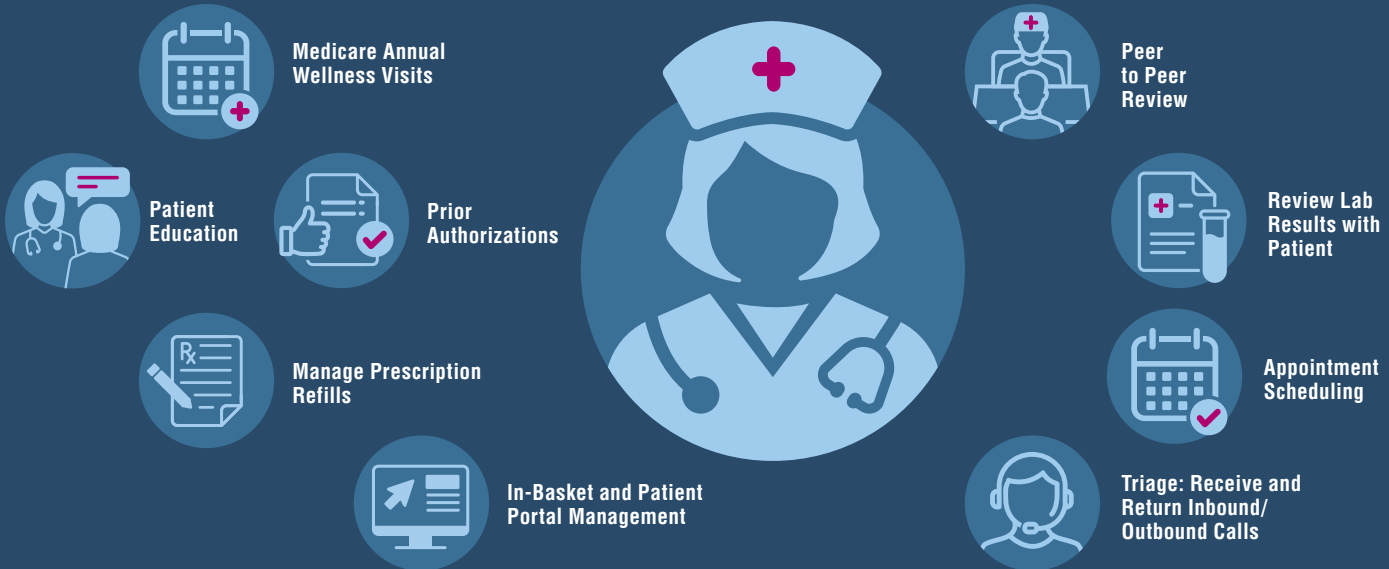 Medicare Annual
Wellness Visits
Patient
Education
Prior
Authorizations
Rx
Manage Prescription
Refills
In-Basket and Patient
Portal Management
Peer
to Peer
Review
Review Lab
Results with
Patient
Appointment
Scheduling
Triage: Receive and
Return Inbound/
Outbound Calls